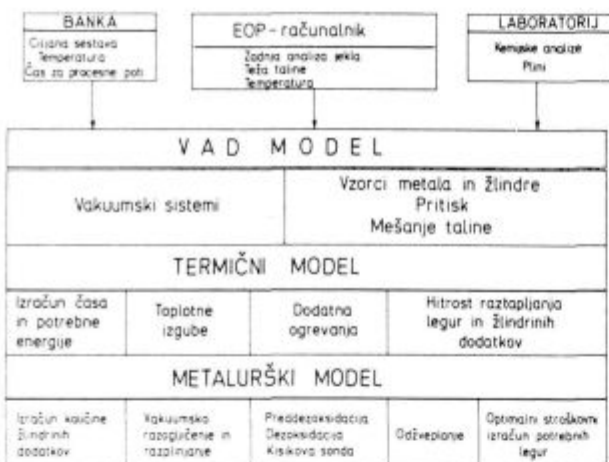 BANKA
Ciljana sestava
Temperatura
Čas za procesne poti
EOP-računalnik
Zadnja analiza jekla
Teža taline
Temperatura
LABORATORIJ
Kemijske analize
Plini
VAD MODEL
Vakuumski sistemi
Vzorci metala in žlindre
Pritisk
Mešanje taline
TERMIČNI MODEL
Izračun časa
in potrebne
energije
Toplotne
izgube
Dodatna
ogrevanja
Hitrost raztapljanja
legur in žlindrinih
dodatkov
METALURŠKI MODEL
Izračun količine
žlindrinih
dodatkov
Vakuumsko
razogljičenje in
razplinjanje
Preddezoksidacija
Dezoksidacija
Kisikova sonda
Odžveplanje
Optimalni stroškovni
izračun potrebnih
legur